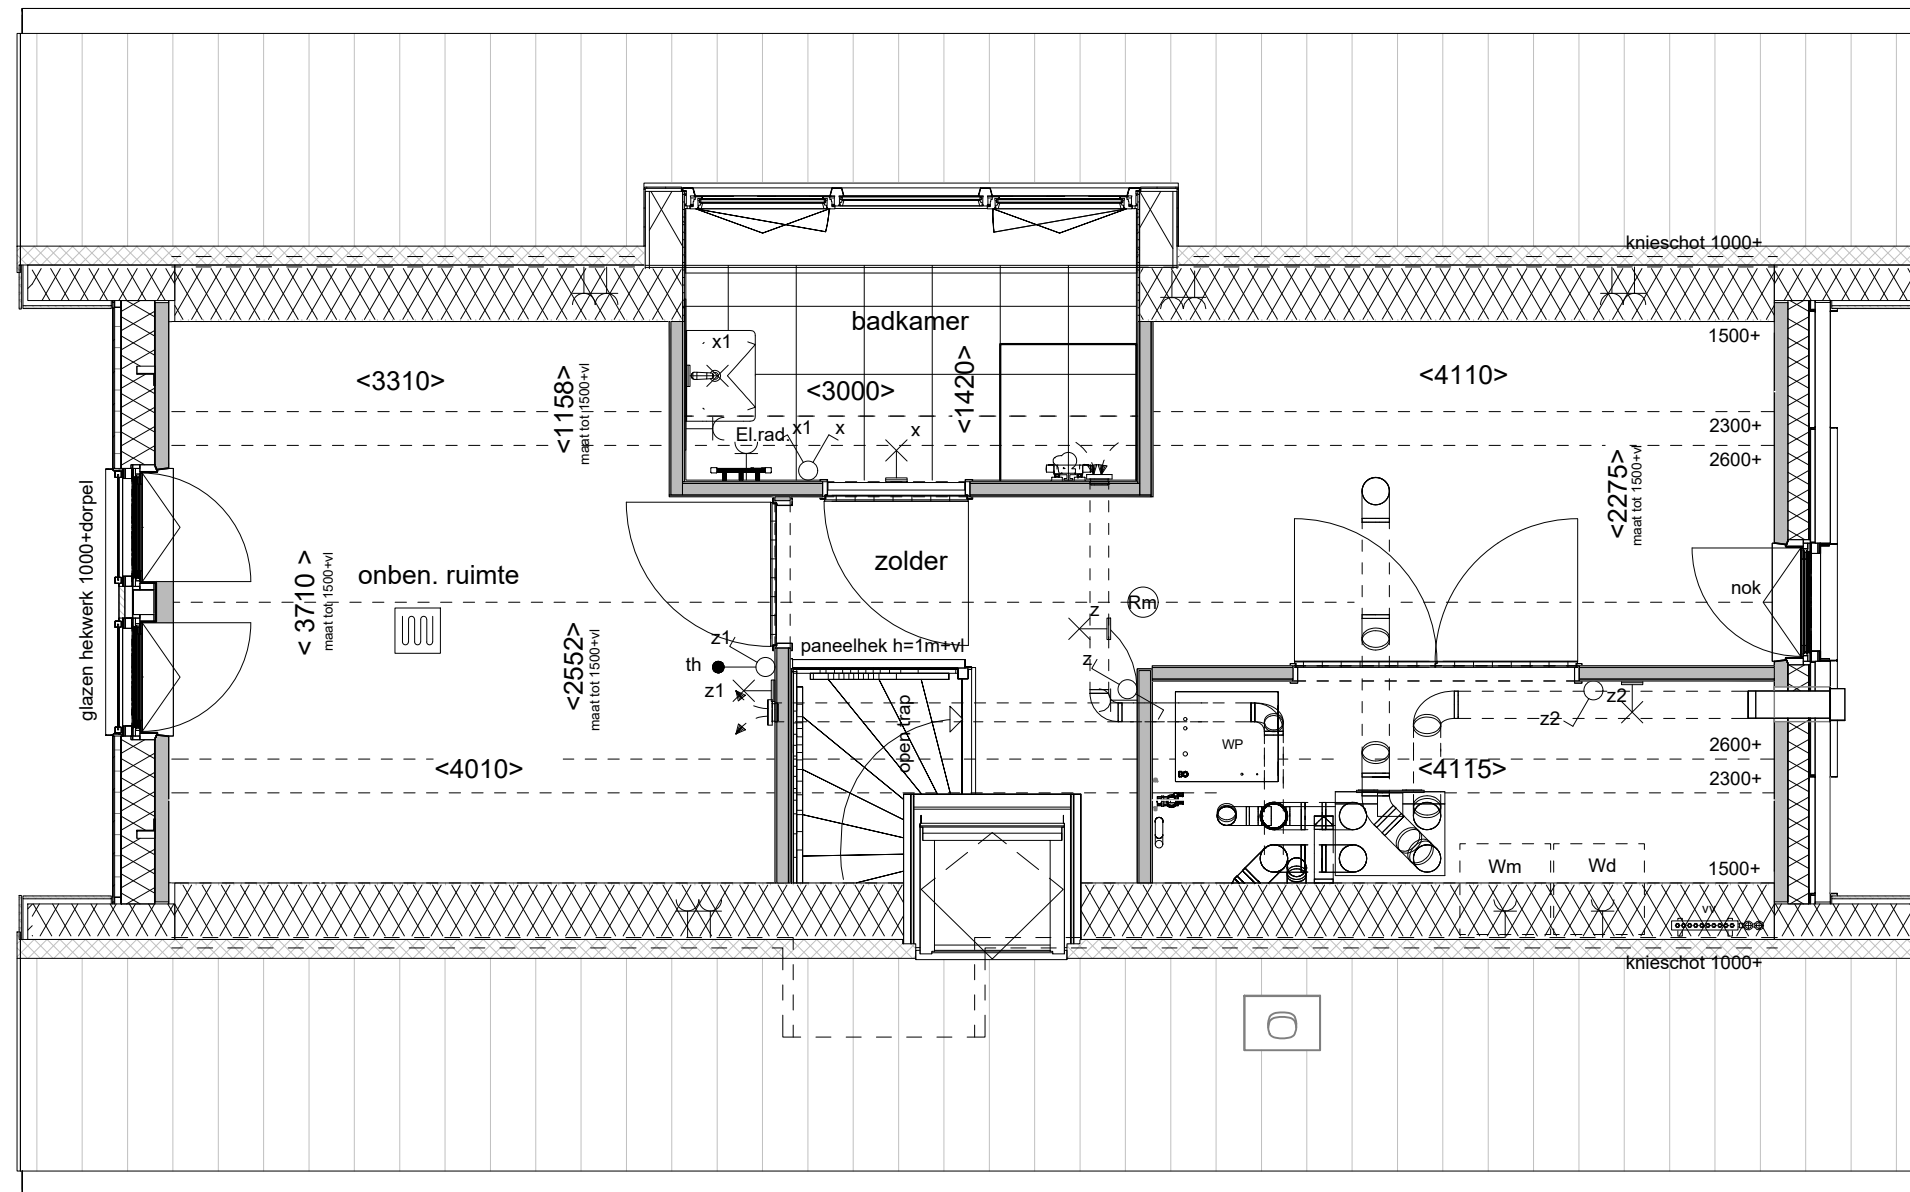 knieschot 1000+
badkamer
1500+
x1
<3310>
<1158>
maat tot 1500+vl
<3000>
<1420>
<4110>
2300+
El.rad.
x1
x
x
2600+
<2275>
maat tot 1500+vl
glazen hekwerk 1000+dorpel
< 3710 >
maat tot 1500+vl
onben. ruimte
zolder
nok
Rm
z
z1
paneelhek h=1m+vl
th
z
z1
<2552>
maat tot 1500+vl
open trap
z2
z2
WP
2600+
<4010>
<4115>
2300+
Wm
Wd
1500+
vv
knieschot 1000+